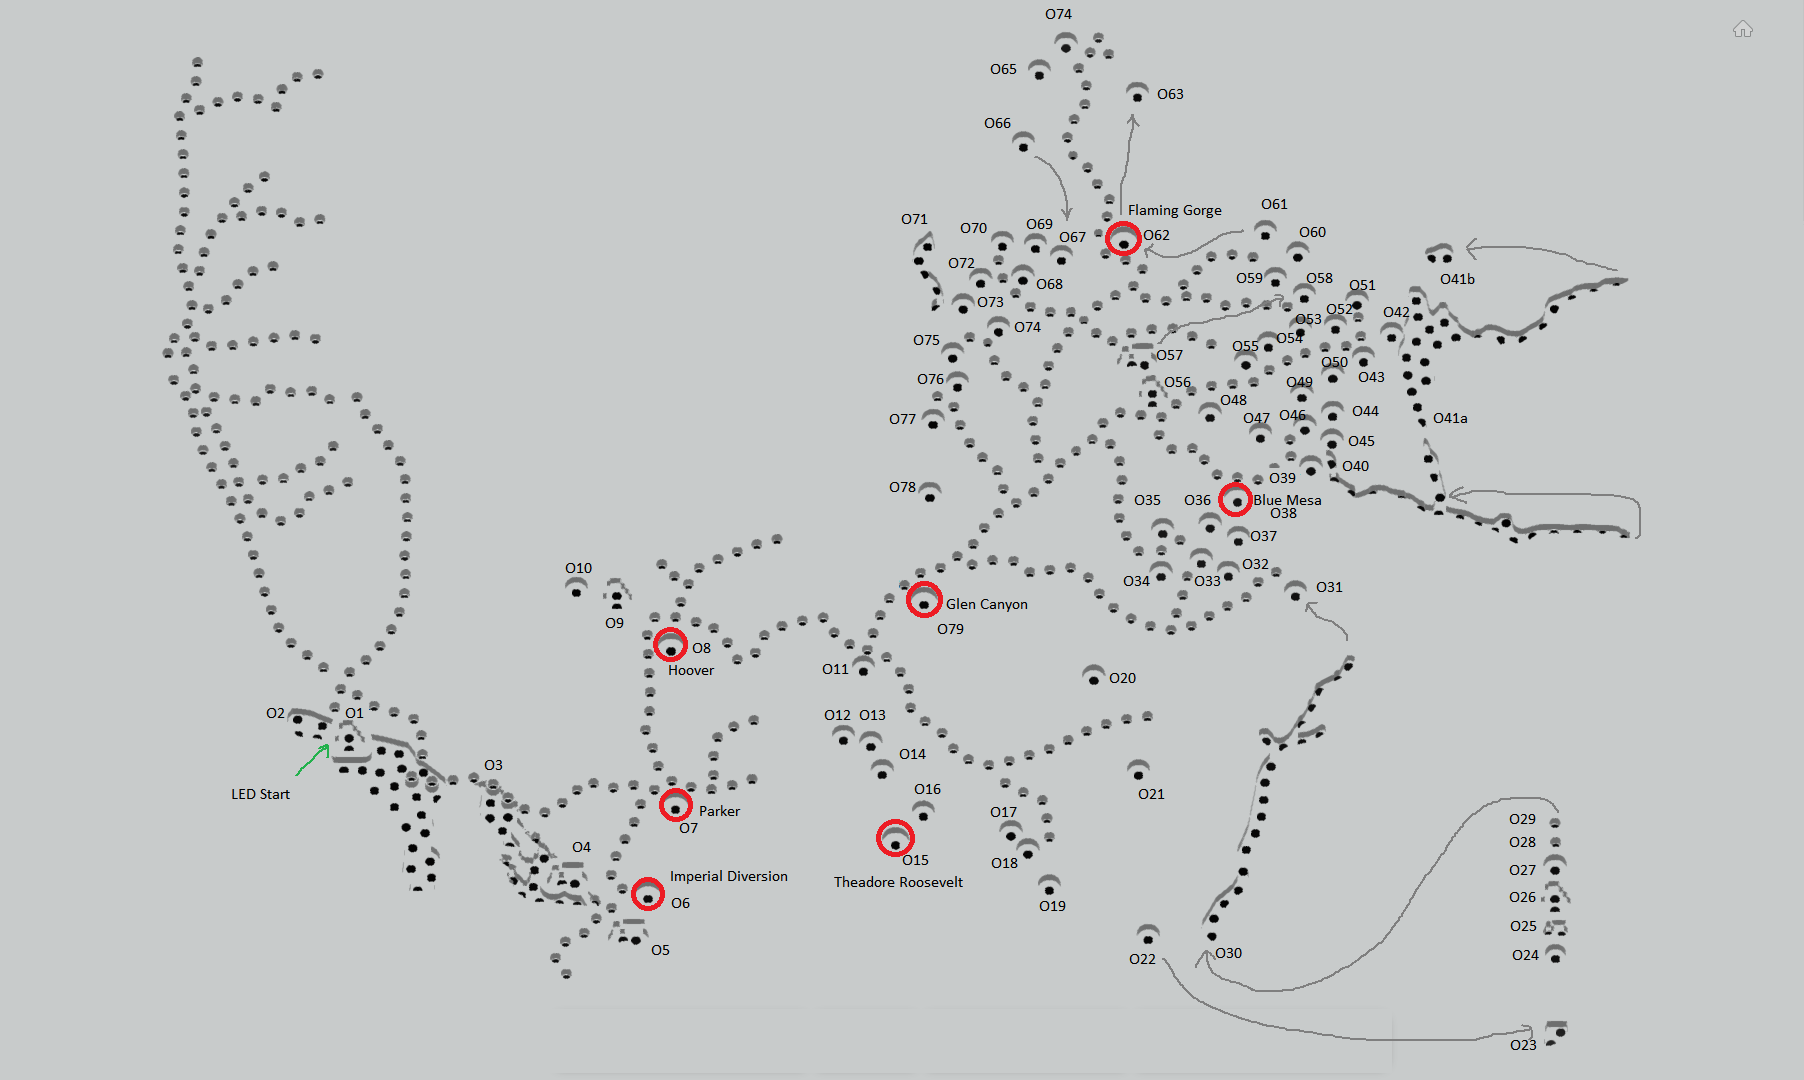 O74
O65
O63
O66
Flaming Gorge
O61
O71
O70
O69
O67
O62
O60
O72
O68
O59
O58
O51
O41b
O73
O74
O53
O52
O42
O75
O57
O55
O54
O50
O43
O76
O56
O49
O77
O48
O47
O46
O44
O41a
O45
O78
O35
O36
O39
O40
Blue Mesa
O38
O37
O10
O34
O33
O32
O31
O9
Glen Canyon
O79
O8
Hoover
O11
O20
O2
O1
O12
O13
O14
O3
LED Start
O21
O16
Parker
O7
O17
O29
O4
O15
O18
O28
Imperial Diversion
Theadore Roosevelt
O27
O6
O19
O26
O5
O22
O30
O25
O24
O23